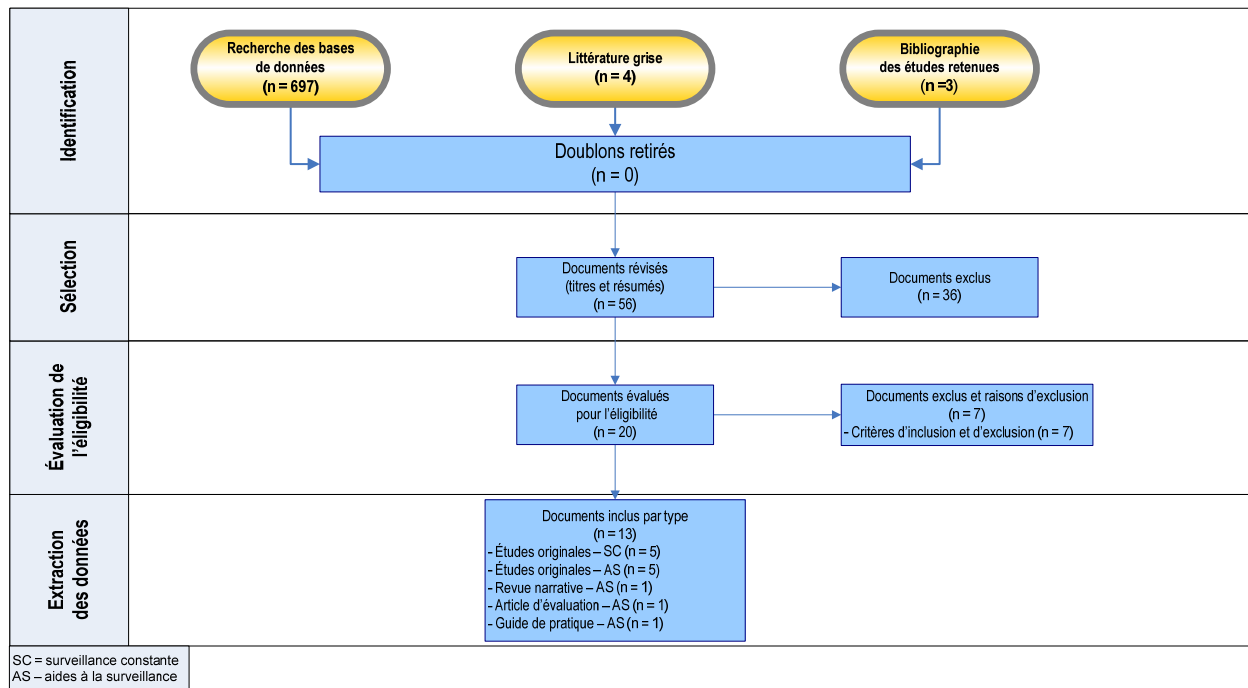 Identification
Recherche des bases
de données
(n = 697)
Littérature grise
(n = 4)
Bibliographie
des études retenues
(n =3)
Doublons retirés
(n = 0)
Sélection
Documents révisés
(titres et résumés)
(n = 56)
Documents exclus
(n = 36)
Évaluation de
l'éligibilité
Documents évalués
pour l'éligibilité
(n = 20)
Documents exclus et raisons d'exclusion
(n = 7)
- Critères d'inclusion et d'exclusion (n = 7)
Extraction
des données
Documents inclus par type
(n = 13)
- Études originales – SC (n = 5)
- Études originales – AS (n = 5)
- Revue narrative – AS (n = 1)
- Article d'évaluation – AS (n = 1)
- Guide de pratique – AS (n = 1)
SC = surveillance constante
AS – aides à la surveillance